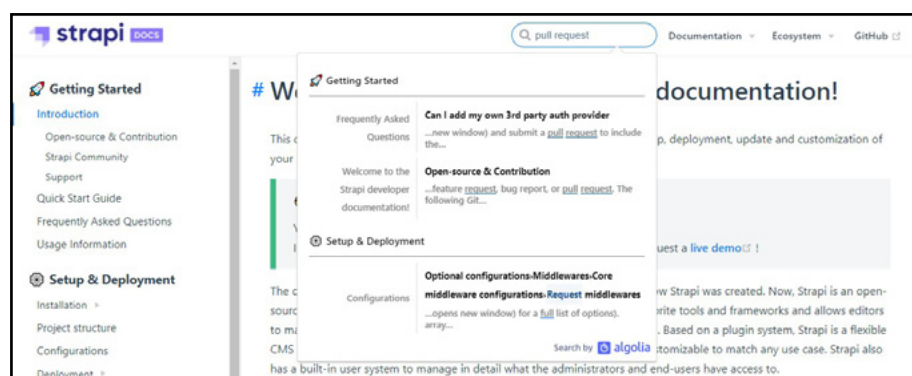 strapi DOCS
pull request
Documentation
Ecosystem
GitHub
Getting Started
Introduction
Open-source & Contribution
Strapi Community
Support
Quick Start Guide
Frequently Asked Questions
Usage Information
Setup & Deployment
Installation
Project structure
Configurations
Deployment
# W
documentation!
This
p, deployment, update and customization of
your
uest a live demo !
The c
w Strapi was created. Now, Strapi is an open-
sourc
rite tools and frameworks and allows editors
to ma
. Based on a plugin system, Strapi is a flexible
CMS
stomizable to match any use case. Strapi also
has a built-in user system to manage in detail what the administrators and end-users have access to.
Getting Started
Frequently Asked
Questions
Can I add my own 3rd party auth provider
...new window) and submit a pull request to include
the...
Welcome to the
Strapi developer
documentation!
Open-source & Contribution
...feature request, bug report, or pull request. The
following Git...
Setup & Deployment
Configurations
Optional configurations›Middlewares›Core
middleware configurations›Request middlewares
...opens new window) for a full list of options).
array...
Search by algolia